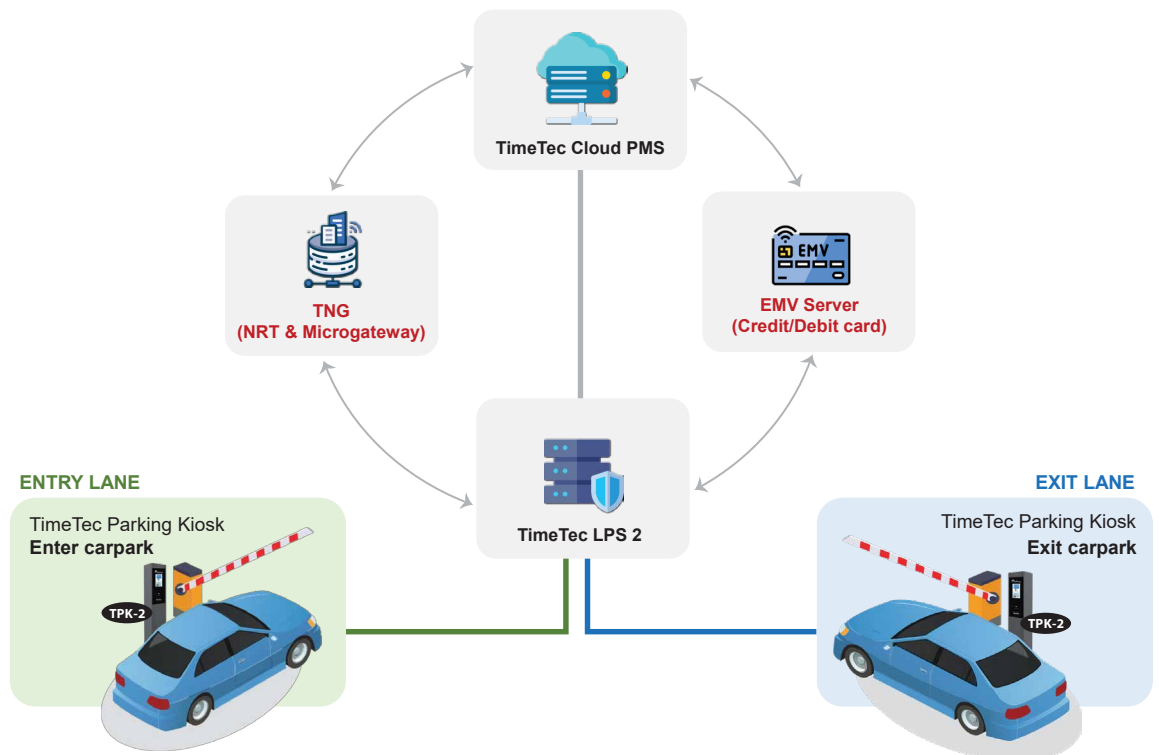 TimeTec Cloud PMS
TNG
(NRT & Microgateway)
EMV
EMV Server
(Credit/Debit card)
TimeTec LPS 2
ENTRY LANE
TimeTec Parking Kiosk
Enter carpark
TPK-2
EXIT LANE
TimeTec Parking Kiosk
Exit carpark
TPK-2